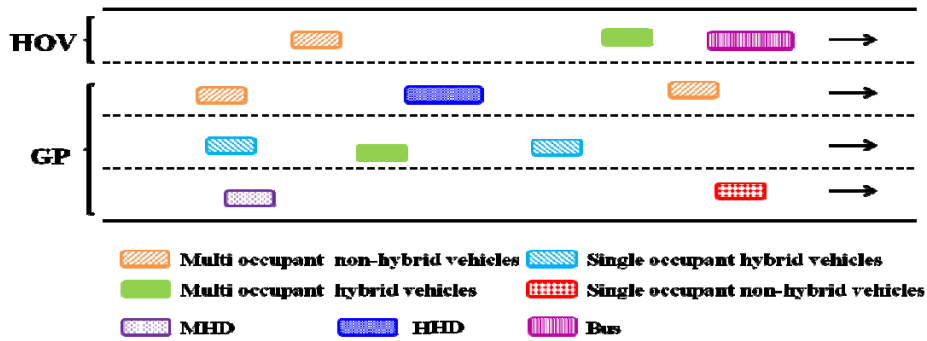 HOV
GP
Multi occupant non-hybrid vehicles
Single occupant hybrid vehicles
Multi occupant hybrid vehicles
Single occupant non-hybrid vehicles
MHD
HHD
Bus